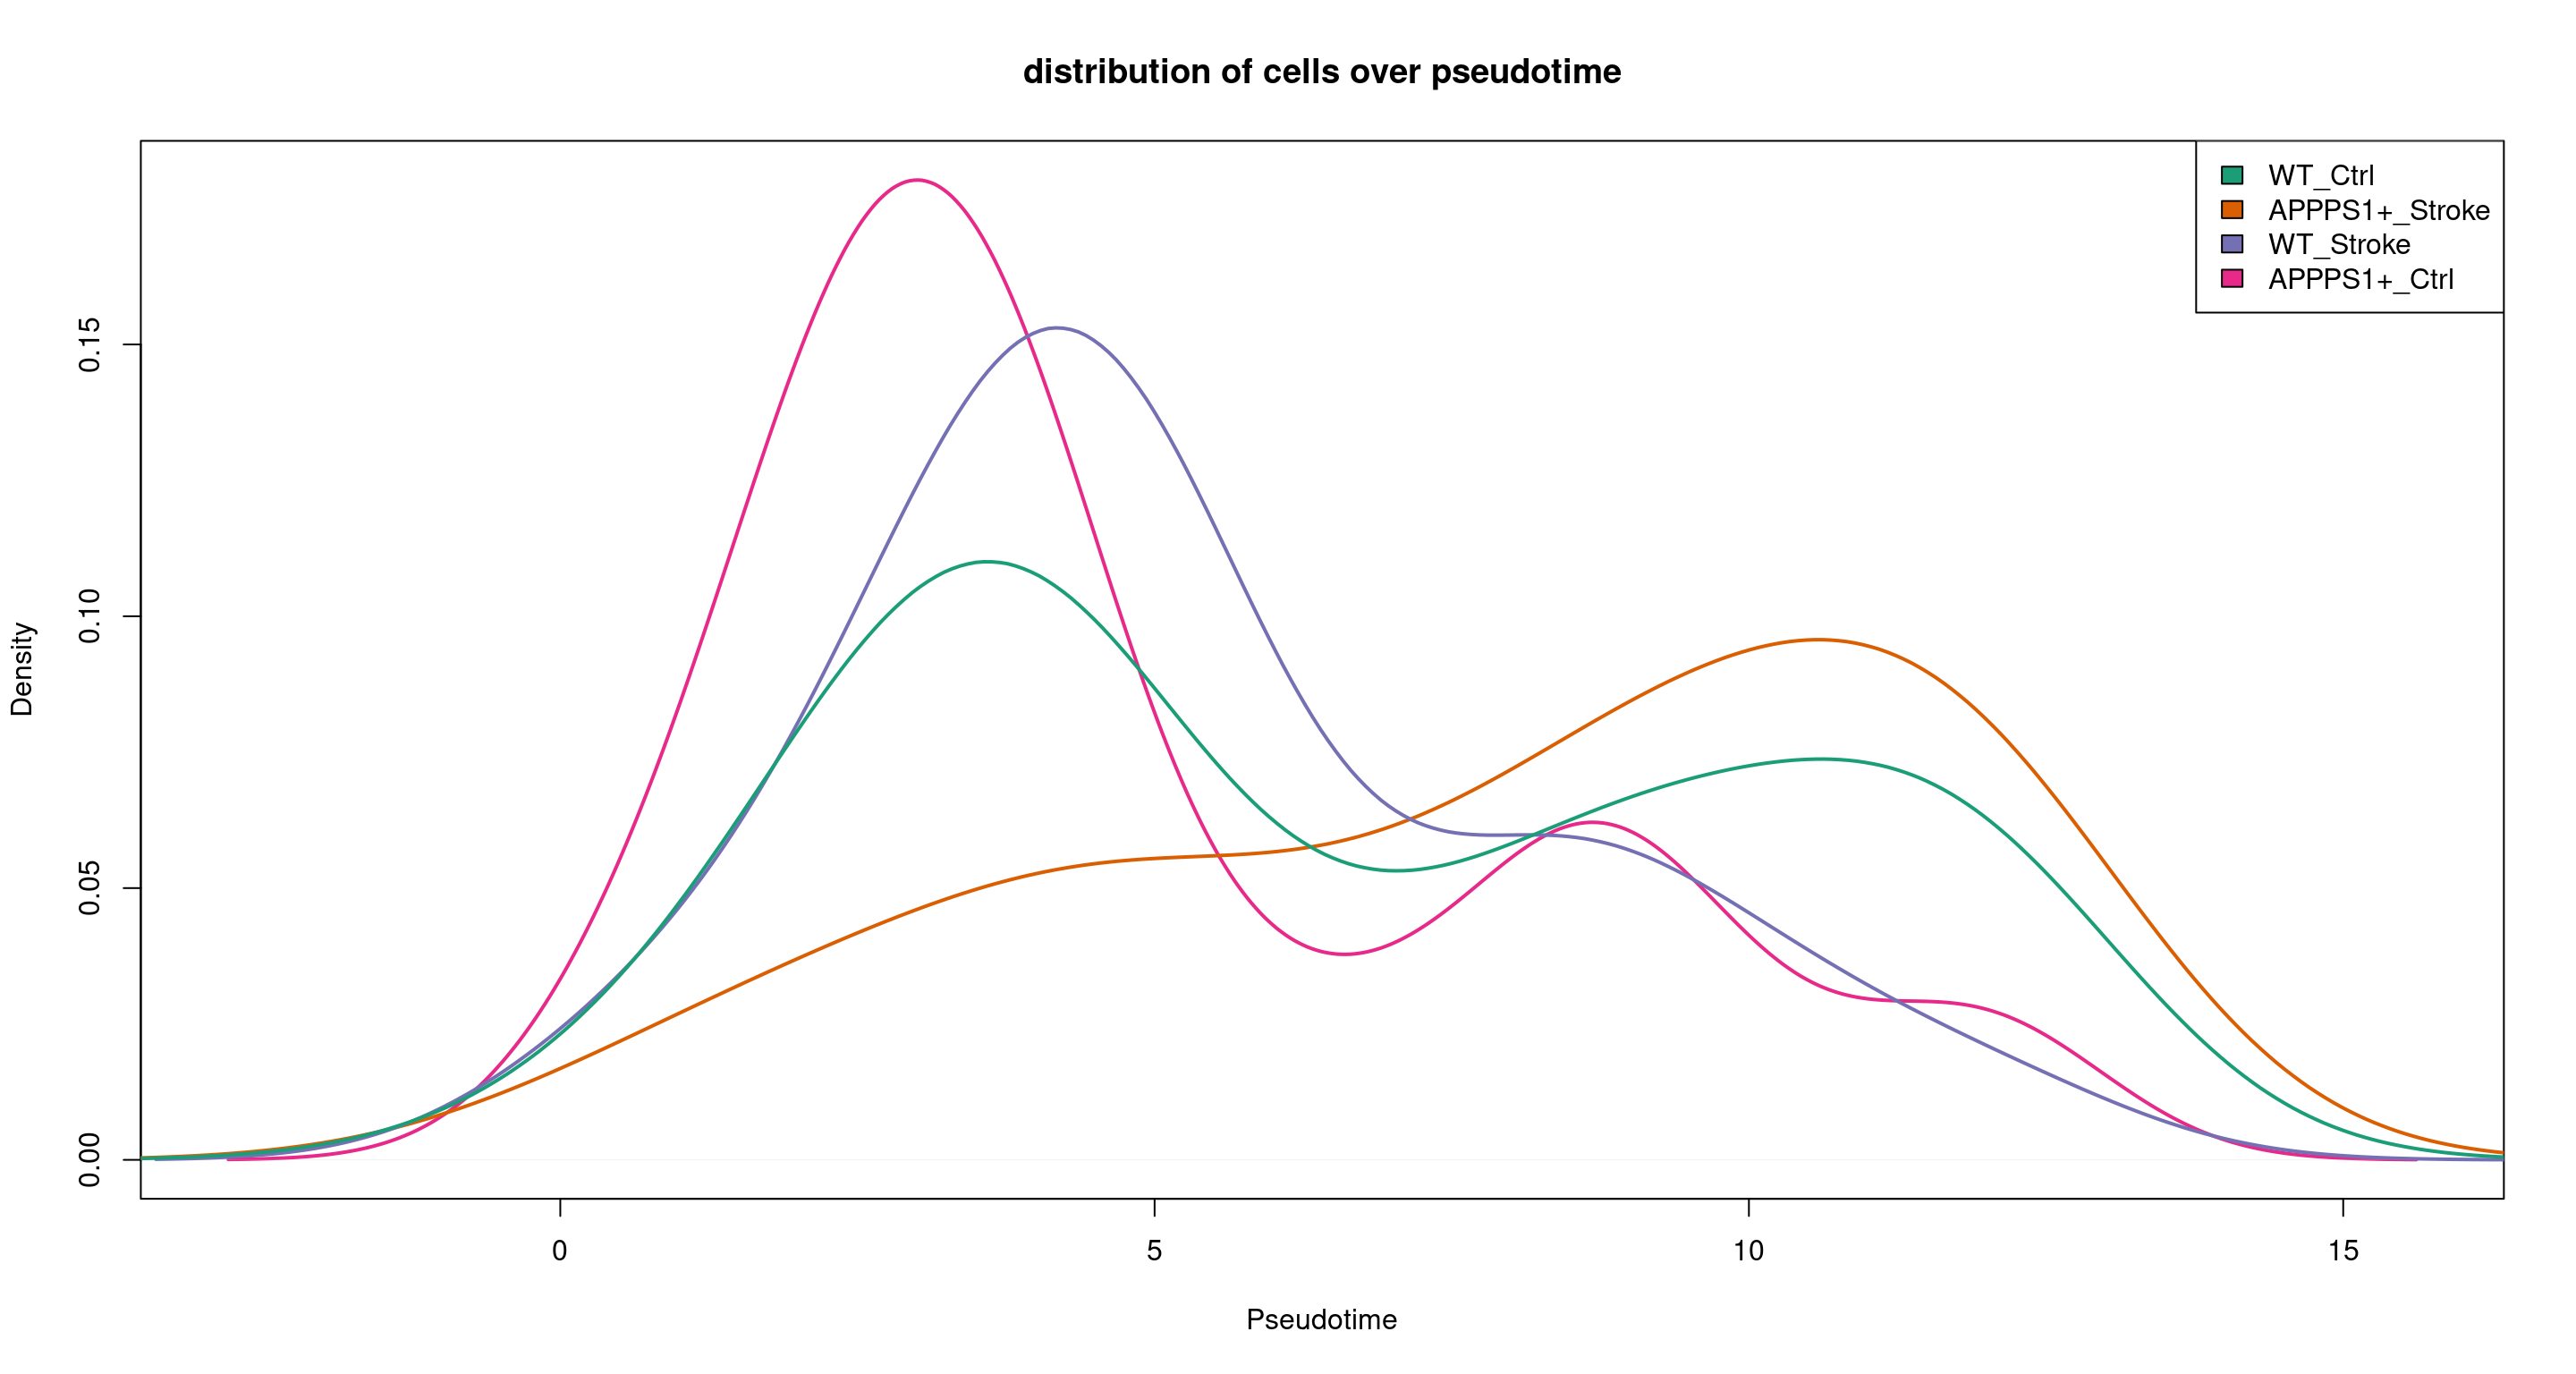 distribution of cells over pseudotime
WT_Ctrl
APPPS1+_Stroke
WT_Stroke
APPPS1+_Ctrl
Density
0.15
0.10
0.05
0.00
0 5 10 15
Pseudotime